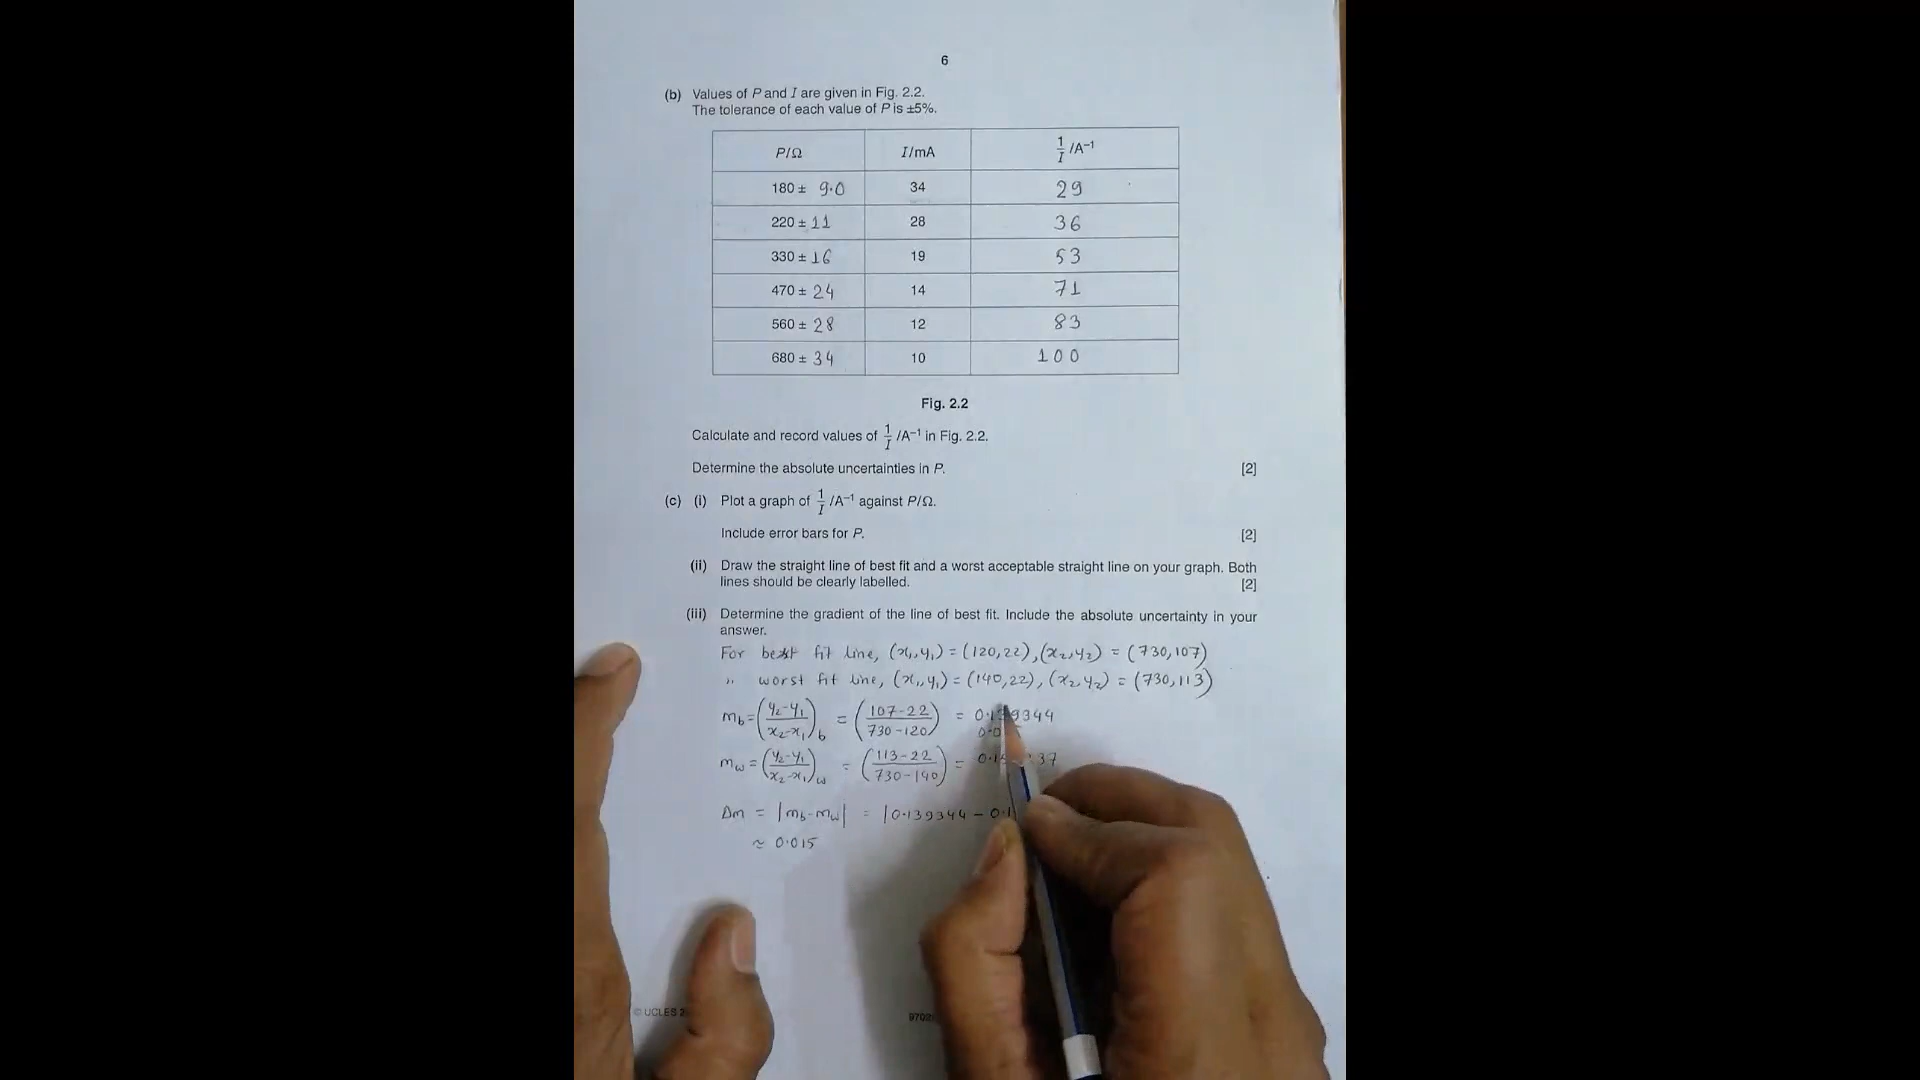 6
(b) Values of P and I are given in Fig. 2.2.
The tolerance of each value of P is ±5%.
P/Ω I/mA 1/I /A⁻¹
180 ± 9.0 34 29
220 ± 11 28 36
330 ± 16 19 53
470 ± 24 14 71
560 ± 28 12 83
680 ± 34 10 100
Fig. 2.2
Calculate and record values of 1/I /A⁻¹ in Fig. 2.2.
Determine the absolute uncertainties in P. [2]
(c) (i) Plot a graph of 1/I /A⁻¹ against P/Ω.
Include error bars for P. [2]
(ii) Draw the straight line of best fit and a worst acceptable straight line on your graph. Both
lines should be clearly labelled. [2]
(iii) Determine the gradient of the line of best fit. Include the absolute uncertainty in your
answer.
For best fit line, (x₁,y₁) = (120,22), (x₂,y₂) = (730,107)
〃 worst fit line, (x₁,y₁) = (140,22), (x₂,y₂) = (730,113)
m_b = ((y₂-y₁)/(x₂-x₁))_b = ((107-22)/(730-120)) = 0.139344
0.0
m_w = ((y₂-y₁)/(x₂-x₁))_w = ((113-22)/(730-140)) =
Δm = |m_b-m_w| = |0.139344 -
≈ 0.015
© UCLES
9702